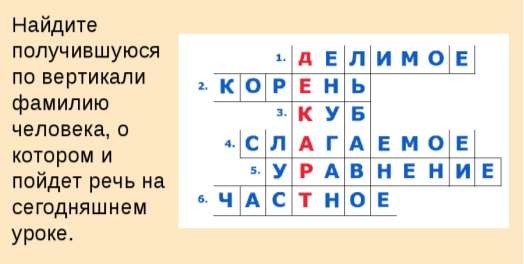 Найдите
получившуюся
по вертикали
фамилию
человека, о
котором и
пойдет речь на
сегодняшнем
уроке.
1. ДЕЛИМОЕ
2. КОРЕНЬ
3. КУБ
4. СЛАГАЕМОЕ
5. УРАВНЕНИЕ
6. ЧАСТНОЕ